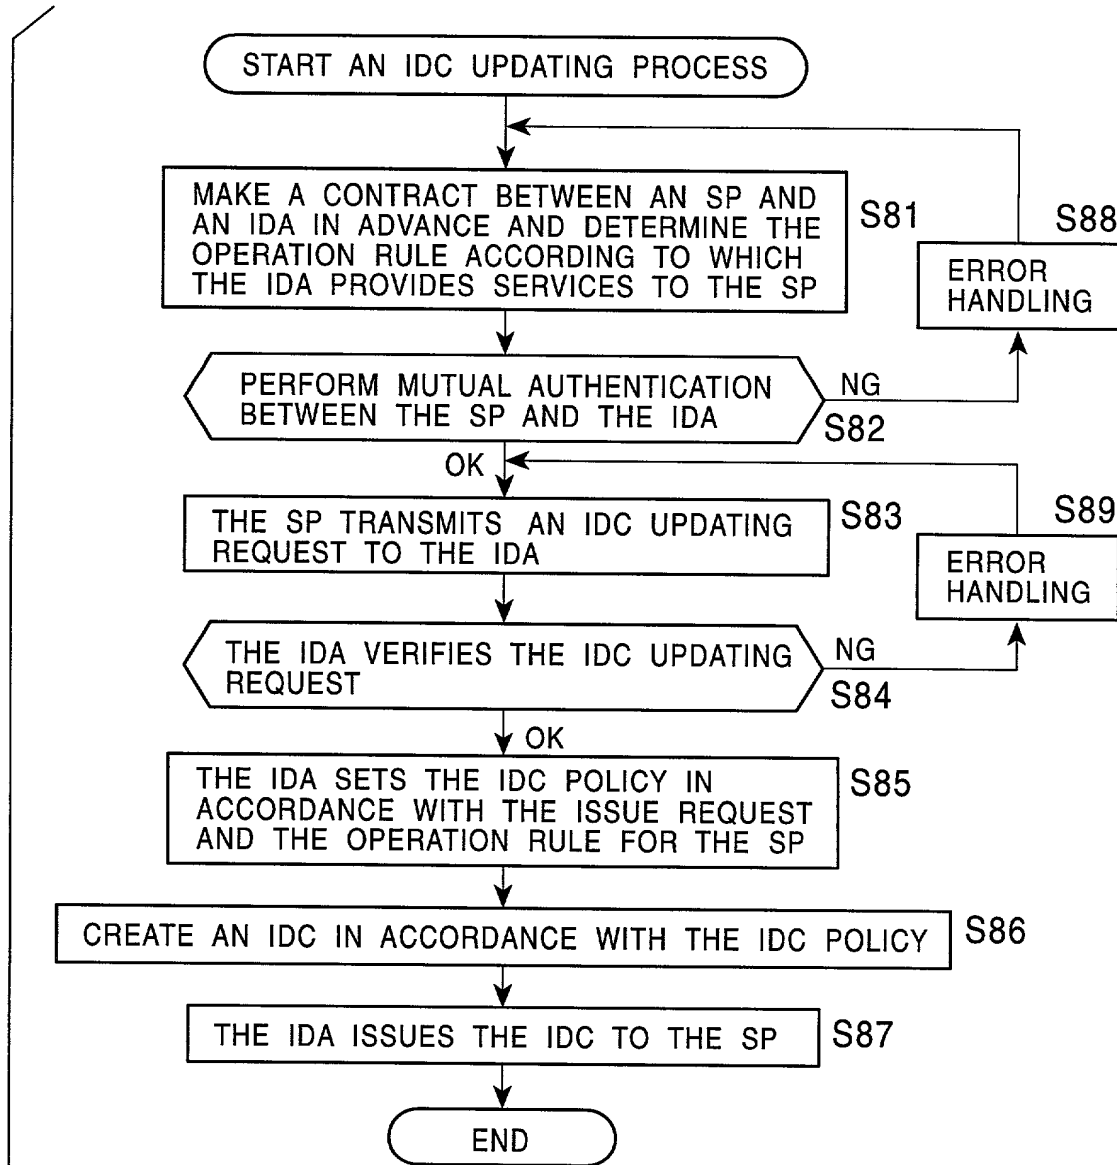 START AN IDC UPDATING PROCESS
MAKE A CONTRACT BETWEEN AN SP AND
AN IDA IN ADVANCE AND DETERMINE THE
OPERATION RULE ACCORDING TO WHICH
THE IDA PROVIDES SERVICES TO THE SP
S81
S88
ERROR
HANDLING
PERFORM MUTUAL AUTHENTICATION
BETWEEN THE SP AND THE IDA
NG
S82
OK
THE SP TRANSMITS AN IDC UPDATING
REQUEST TO THE IDA
S83
S89
ERROR
HANDLING
THE IDA VERIFIES THE IDC UPDATING
REQUEST
NG
S84
OK
THE IDA SETS THE IDC POLICY IN
ACCORDANCE WITH THE ISSUE REQUEST
AND THE OPERATION RULE FOR THE SP
S85
CREATE AN IDC IN ACCORDANCE WITH THE IDC POLICY
S86
THE IDA ISSUES THE IDC TO THE SP
S87
END